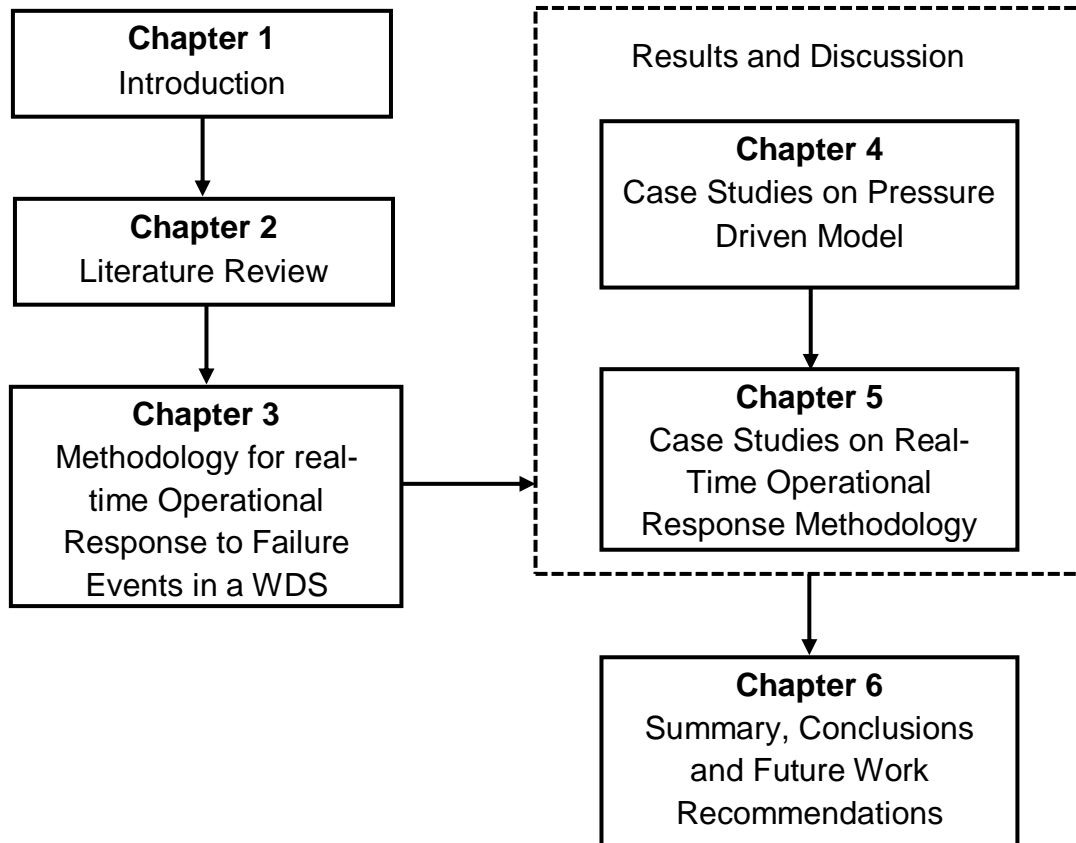 Chapter 1
Introduction
Chapter 2
Literature Review
Chapter 3
Methodology for real-
time Operational
Response to Failure
Events in a WDS
Results and Discussion
Chapter 4
Case Studies on Pressure
Driven Model
Chapter 5
Case Studies on Real-
Time Operational
Response Methodology
Chapter 6
Summary, Conclusions
and Future Work
Recommendations